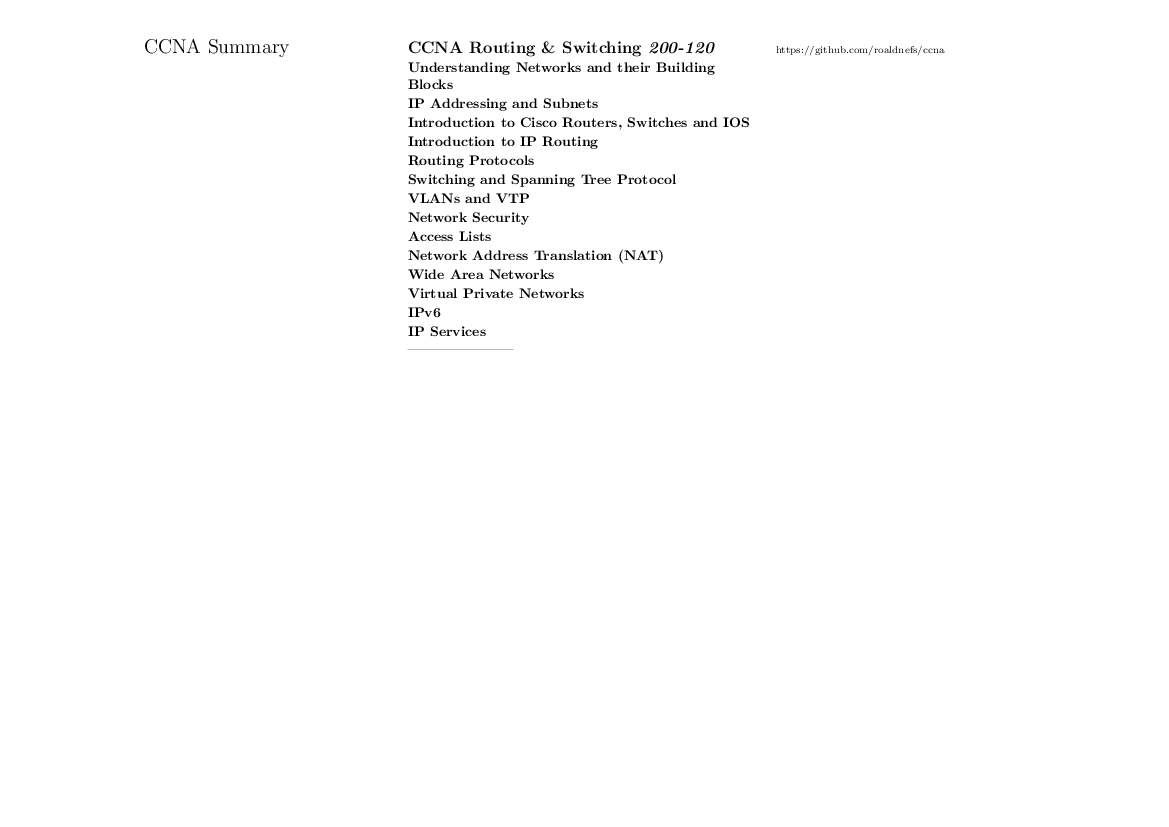 CCNA Summary
CCNA Routing & Switching 200-120
Understanding Networks and their Building
Blocks
IP Addressing and Subnets
Introduction to Cisco Routers, Switches and IOS
Introduction to IP Routing
Routing Protocols
Switching and Spanning Tree Protocol
VLANs and VTP
Network Security
Access Lists
Network Address Translation (NAT)
Wide Area Networks
Virtual Private Networks
IPv6
IP Services
https://github.com/roaldnefs/ccna